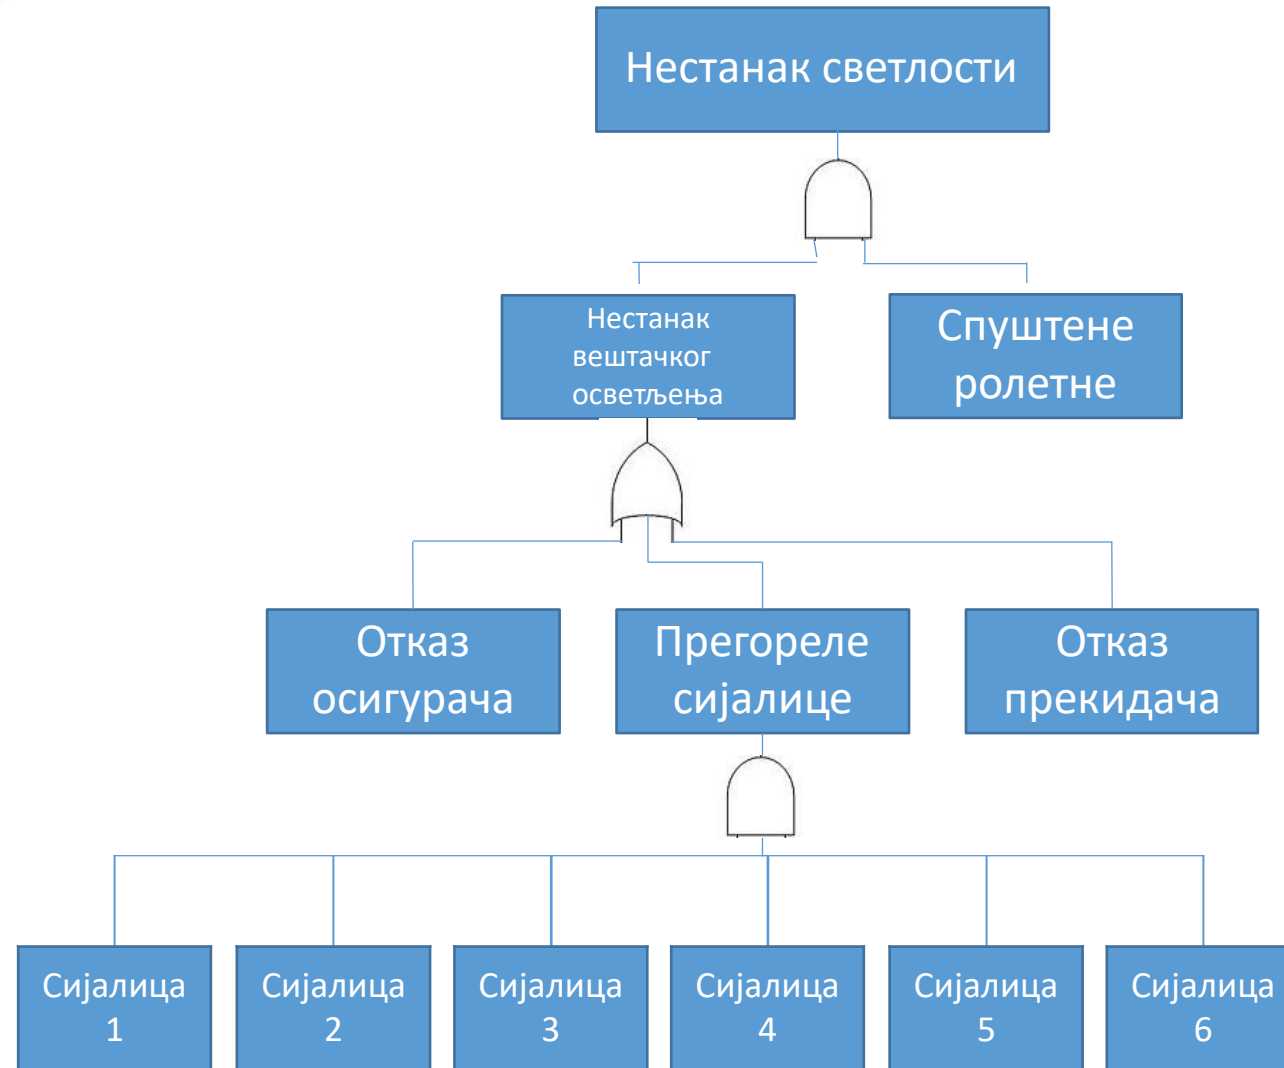 Нестанак светлости
Нестанак
вештачког
осветљења
Спуштене
ролетне
Отказ
осигурача
Прегореле
сијалице
Отказ
прекидача
Сијалица
1
Сијалица
2
Сијалица
3
Сијалица
4
Сијалица
5
Сијалица
6